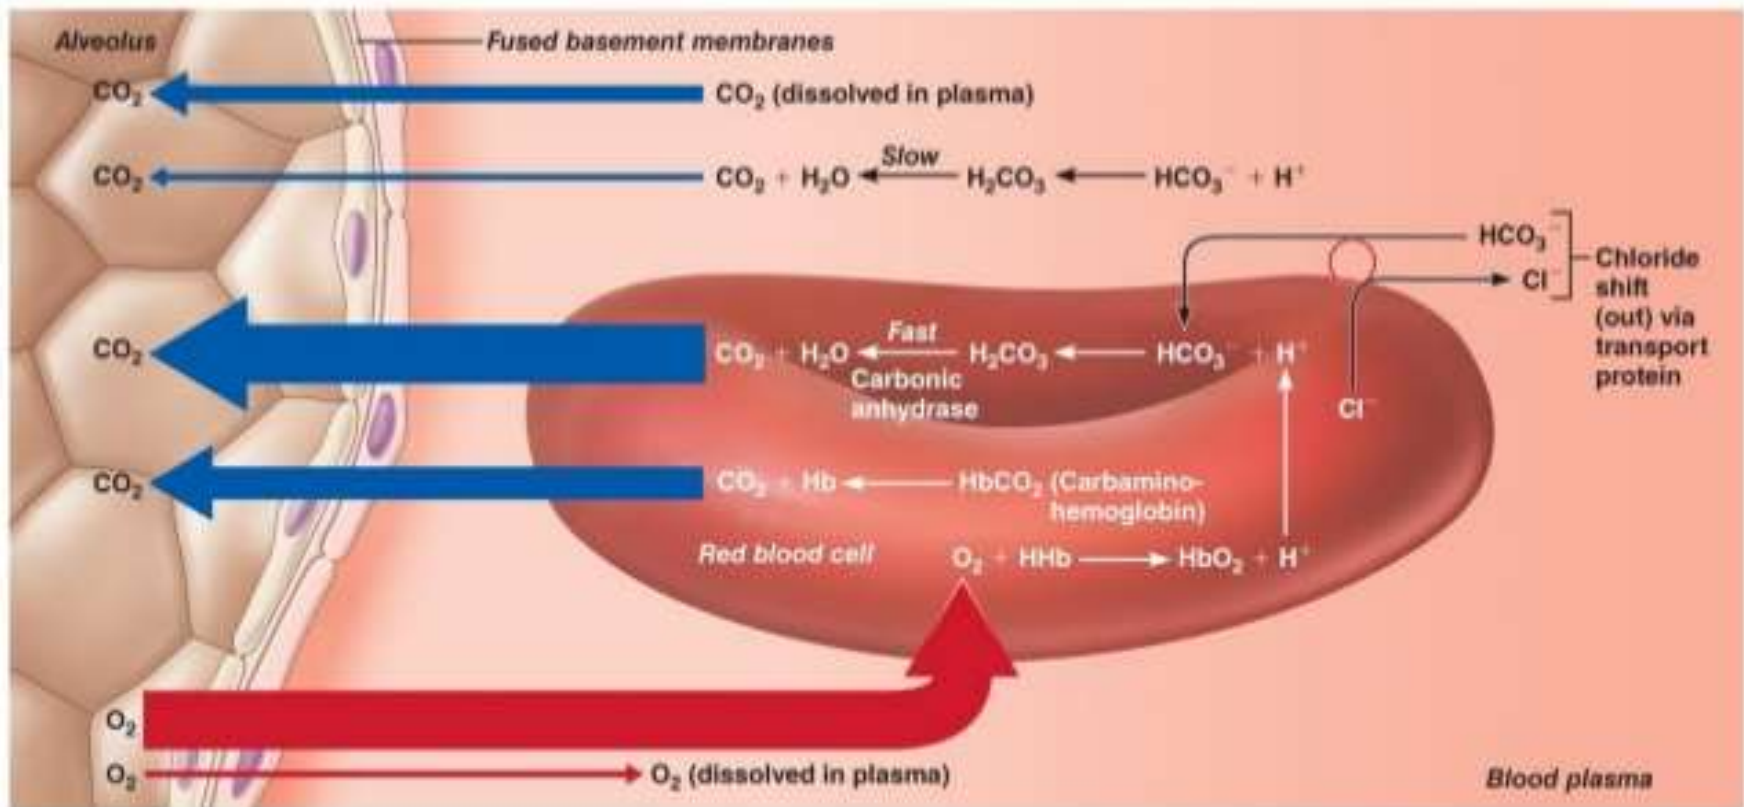 Alveolus
Fused basement membranes
CO₂ CO₂ (dissolved in plasma)
CO₂ CO₂ + H₂O Slow H₂CO₃ HCO₃⁻ + H⁺
HCO₃⁻
Cl⁻
Chloride
shift
(out) via
transport
protein
CO₂ CO₂ + H₂O Fast H₂CO₃ HCO₃⁻ + H⁺
Carbonic
anhydrase
Cl⁻
CO₂ CO₂ + Hb HbCO₂ (Carbamino-
hemoglobin)
Red blood cell O₂ + HHb HbO₂ + H⁺
O₂
O₂ O₂ (dissolved in plasma)
Blood plasma